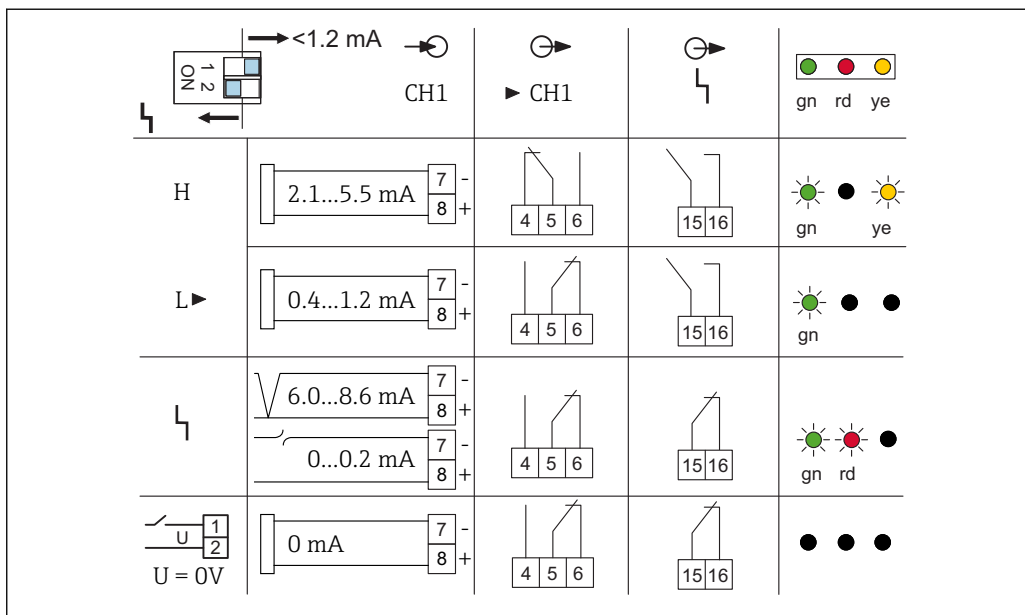 <1.2 mA
1 2
ON
CH1
► CH1
gn rd ye
H
2.1...5.5 mA
7 -
8 +
4 5 6
15 16
gn ye
L►
0.4...1.2 mA
7 -
8 +
4 5 6
15 16
gn
6.0...8.6 mA
7 -
8 +
0...0.2 mA
7 -
8 +
4 5 6
15 16
gn rd
1
U
2
U = 0V
0 mA
7 -
8 +
4 5 6
15 16